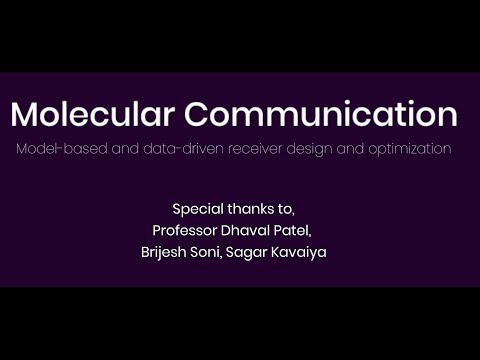 Molecular Communication
Model-based and data-driven receiver design and optimization
Special thanks to,
Professor Dhaval Patel,
Brijesh Soni, Sagar Kavaiya